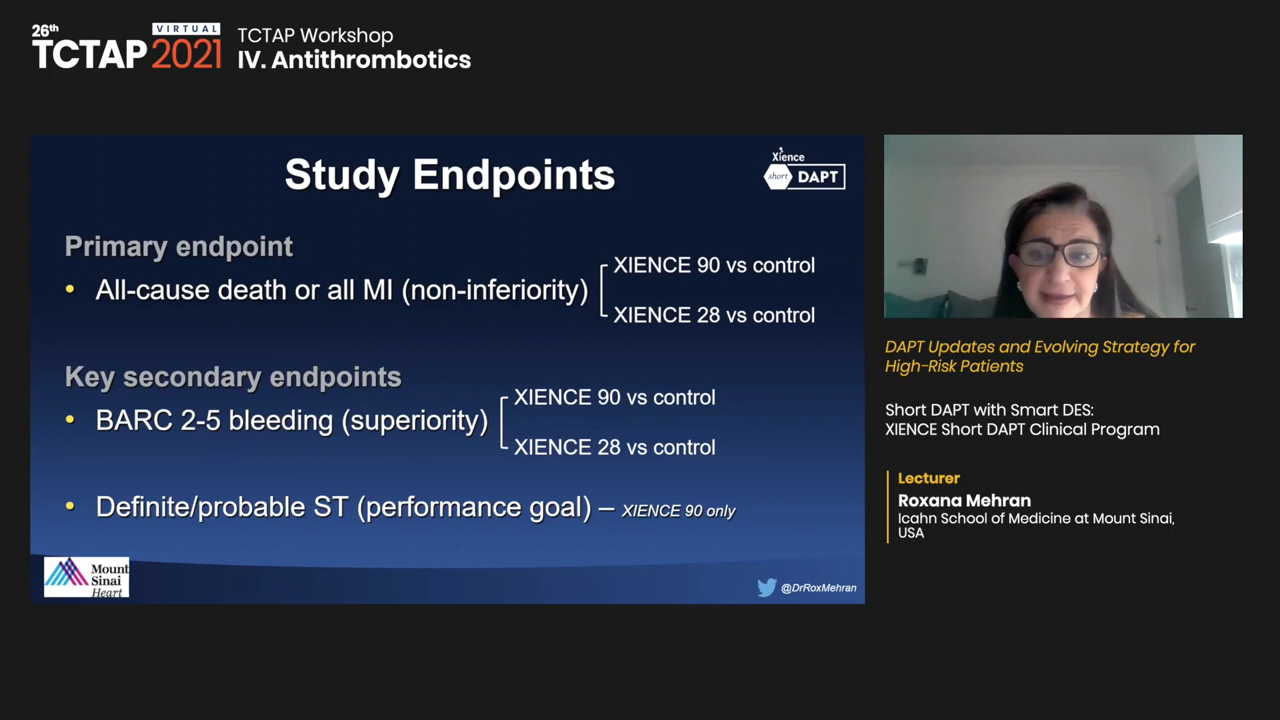 26th
VIRTUAL
TCTAP 2021
TCTAP Workshop
IV. Antithrombotics
Study Endpoints
Xience
short DAPT
Primary endpoint
• All-cause death or all MI (non-inferiority)
XIENCE 90 vs control
XIENCE 28 vs control
Key secondary endpoints
• BARC 2-5 bleeding (superiority)
XIENCE 90 vs control
XIENCE 28 vs control
• Definite/probable ST (performance goal) – XIENCE 90 only
Mount
Sinai
Heart
@DrRoxMehran
DAPT Updates and Evolving Strategy for
High-Risk Patients
Short DAPT with Smart DES:
XIENCE Short DAPT Clinical Program
Lecturer
Roxana Mehran
Icahn School of Medicine at Mount Sinai,
USA